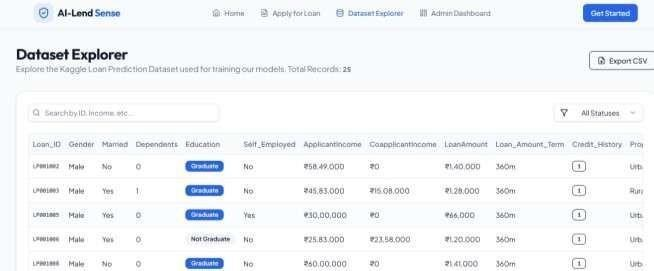 AI-Lend Sense Home Apply for Loan Dataset Explorer Admin Dashboard Get Started
Dataset Explorer
Explore the Kaggle Loan Prediction Dataset used for training our models. Total Records: 25
Export CSV
Search by ID, Income, etc...
All Statuses
Loan_ID Gender Married Dependents Education Self_Employed ApplicantIncome CoapplicantIncome LoanAmount Loan_Amount_Term Credit_History Prop
LP001002 Male No 0 Graduate No ₹58,49,000 ₹0 ₹1,40,000 360m 1 Urb
LP001003 Male Yes 1 Graduate No ₹45,83,000 ₹15,08,000 ₹1,28,000 360m 1 Rura
LP001005 Male Yes 0 Graduate Yes ₹30,00,000 ₹0 ₹66,000 360m 1 Urb
LP001006 Male Yes 0 Not Graduate No ₹25,83,000 ₹23,58,000 ₹1,20,000 360m 1 Urb
LP001008 Male No 0 Graduate No ₹60,00,000 ₹0 ₹1,41,000 360m 1 Urb